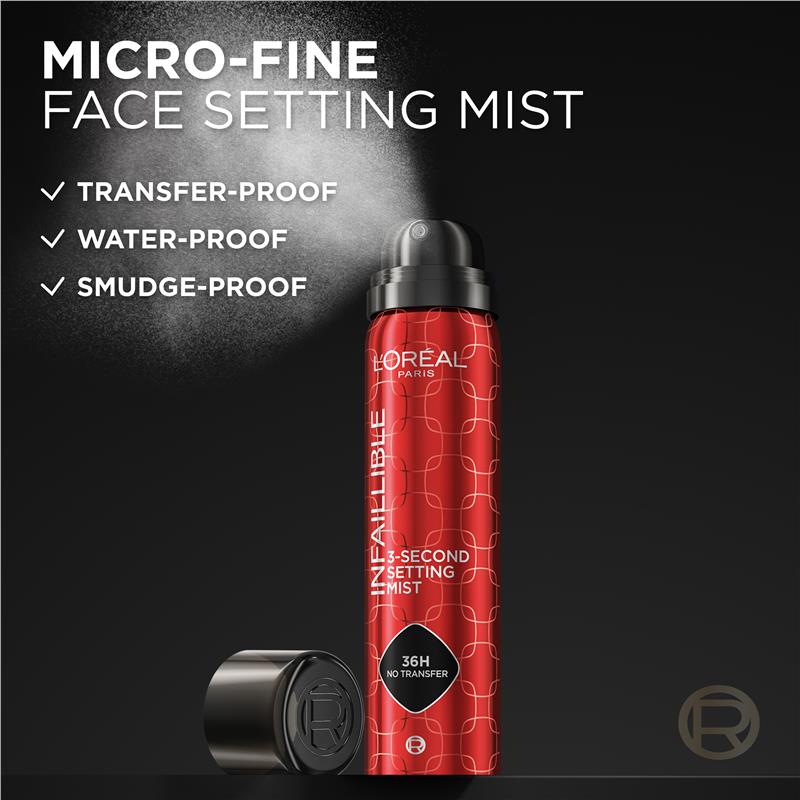 MICRO-FINE
FACE SETTING MIST
TRANSFER-PROOF
WATER-PROOF
SMUDGE-PROOF
L'ORÉAL
PARIS
INFAILLIBLE
3-SECOND
SETTING
MIST
36H
NO TRANSFER